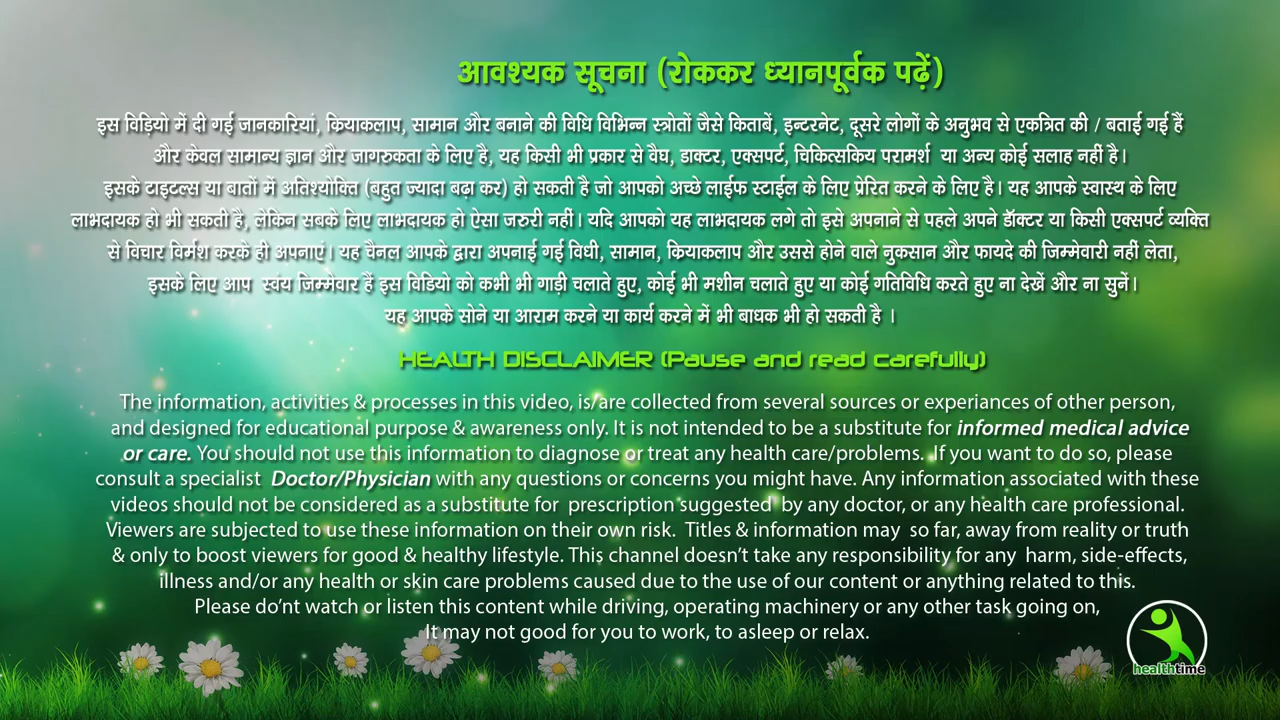 आवश्यक सूचना (रोककर ध्यानपूर्वक पढ़ें)
इस विड़ियो में दी गई जानकारियां, क्रियाकलाप, सामान और बनाने की विधि विभिन्न स्त्रोतों जैसे किताबें, इन्टरनेट, दूसरे लोगों के अनुभव से एकत्रित की / बताई गई हैं
और केवल सामान्य ज्ञान और जागरुकता के लिए है, यह किसी भी प्रकार से वैघ, डाक्टर, एक्सपर्ट, चिकित्सकिय परामर्श या अन्य कोई सलाह नहीं है।
इसके टाइटल्स या बातों में अतिश्योक्ति (बहुत ज्यादा बढ़ा कर) हो सकती है जो आपको अच्छे लाईफ स्टाईल के लिए प्रेरित करने के लिए है। यह आपके स्वास्थ के लिए
लाभदायक हो भी सकती है, लेकिन सबके लिए लाभदायक हो ऐसा जरुरी नहीं। यदि आपको यह लाभदायक लगे तो इसे अपनाने से पहले अपने डॉक्टर या किसी एक्सपर्ट व्यक्ति
से विचार विर्मश करके ही अपनाएं। यह चैनल आपके द्वारा अपनाई गई विधी, सामान, क्रियाकलाप और उससे होने वाले नुकसान और फायदे की जिम्मेवारी नहीं लेता,
इसके लिए आप स्वंय जिम्मेवार हैं इस विडियो को कभी भी गाड़ी चलाते हुए, कोई भी मशीन चलाते हुए या कोई गतिविधि करते हुए ना देखें और ना सुनें।
यह आपके सोने या आराम करने या कार्य करने में भी बाधक भी हो सकती है ।
HEALTH DISCLAIMER (Pause and read carefully)
The information, activities & processes in this video, is/are collected from several sources or experiances of other person,
and designed for educational purpose & awareness only. It is not intended to be a substitute for informed medical advice
or care. You should not use this information to diagnose or treat any health care/problems. If you want to do so, please
consult a specialist Doctor/Physician with any questions or concerns you might have. Any information associated with these
videos should not be considered as a substitute for prescription suggested by any doctor, or any health care professional.
Viewers are subjected to use these information on their own risk. Titles & information may so far, away from reality or truth
& only to boost viewers for good & healthy lifestyle. This channel doesn't take any responsibility for any harm, side-effects,
illness and/or any health or skin care problems caused due to the use of our content or anything related to this.
Please do'nt watch or listen this content while driving, operating machinery or any other task going on,
It may not good for you to work, to asleep or relax.
healthtime